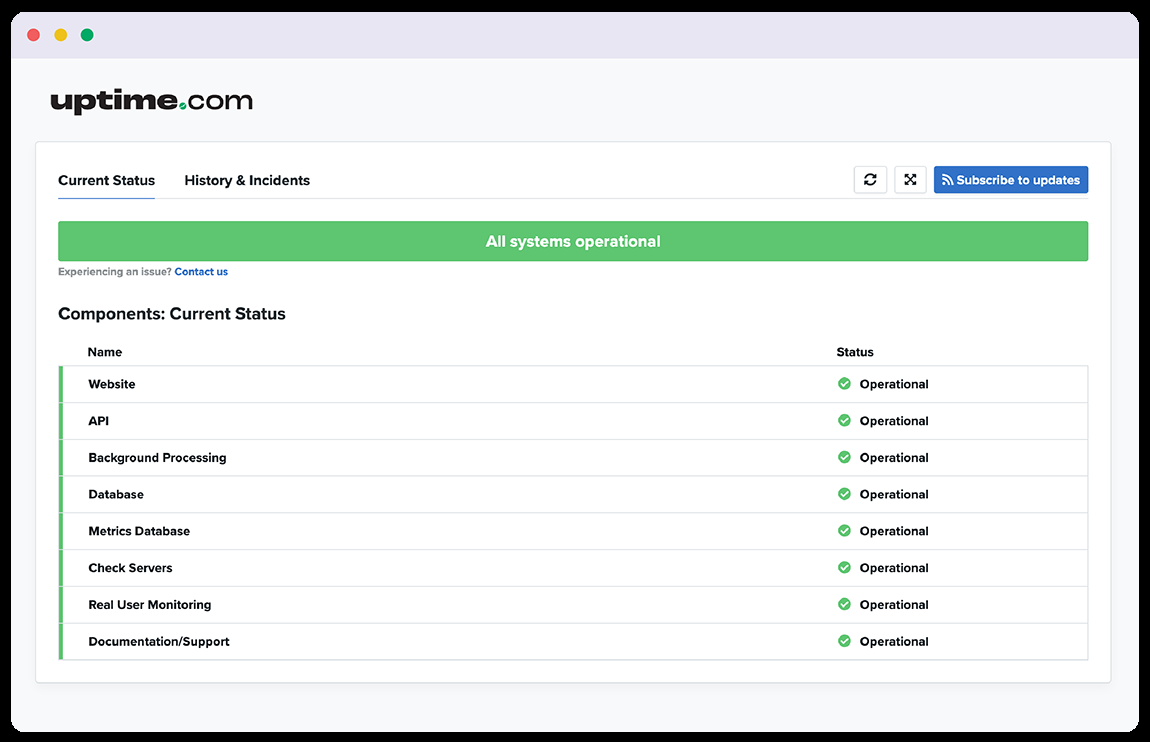 uptime.com
Current Status History & Incidents Subscribe to updates
All systems operational
Experiencing an issue? Contact us
Components: Current Status
Name Status
Website Operational
API Operational
Background Processing Operational
Database Operational
Metrics Database Operational
Check Servers Operational
Real User Monitoring Operational
Documentation/Support Operational